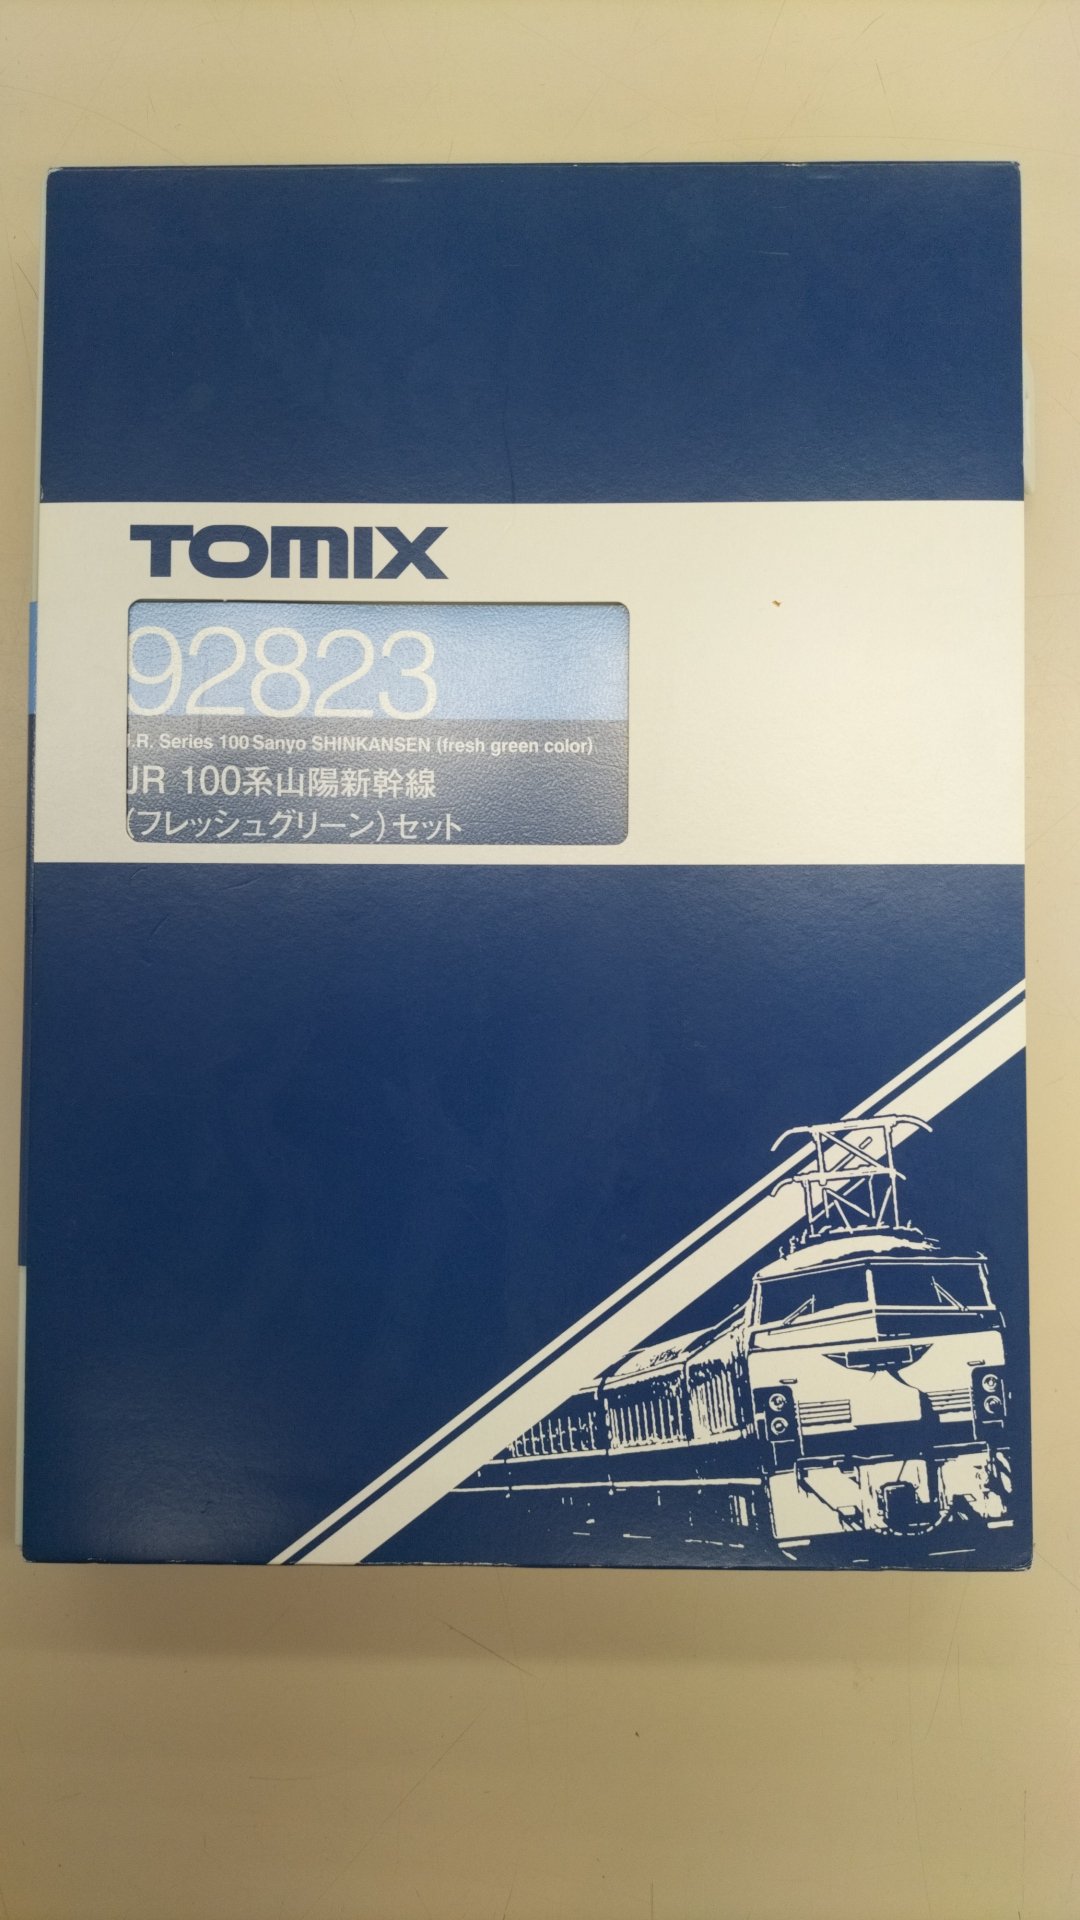 TOMIX
92823
J.R. Series 100 Sanyo SHINKANSEN (fresh green color)
JR 100系山陽新幹線
(フレッシュグリーン)セット